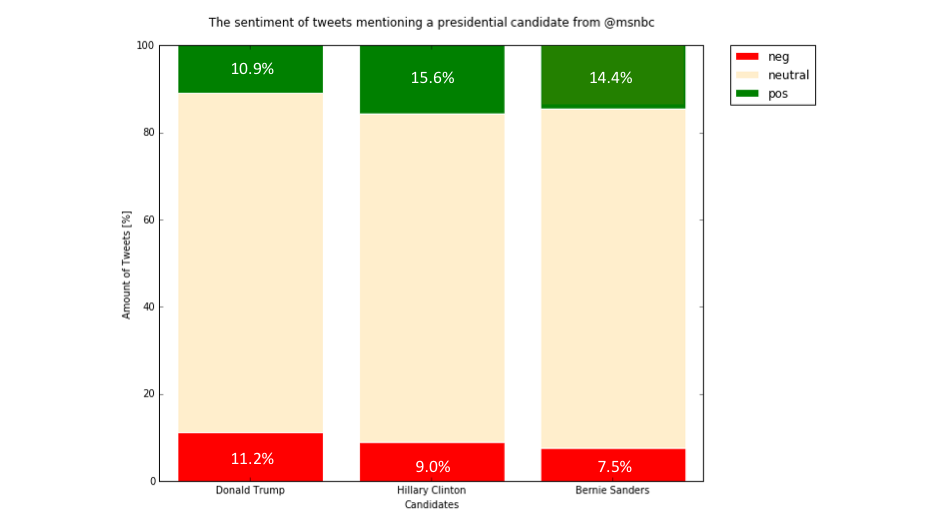 The sentiment of tweets mentioning a presidential candidate from @msnbc
neg
neutral
pos
100
80
60
40
20
0
Amount of Tweets [%]
10.9%
15.6%
14.4%
11.2%
9.0%
7.5%
Donald Trump
Hillary Clinton
Bernie Sanders
Candidates